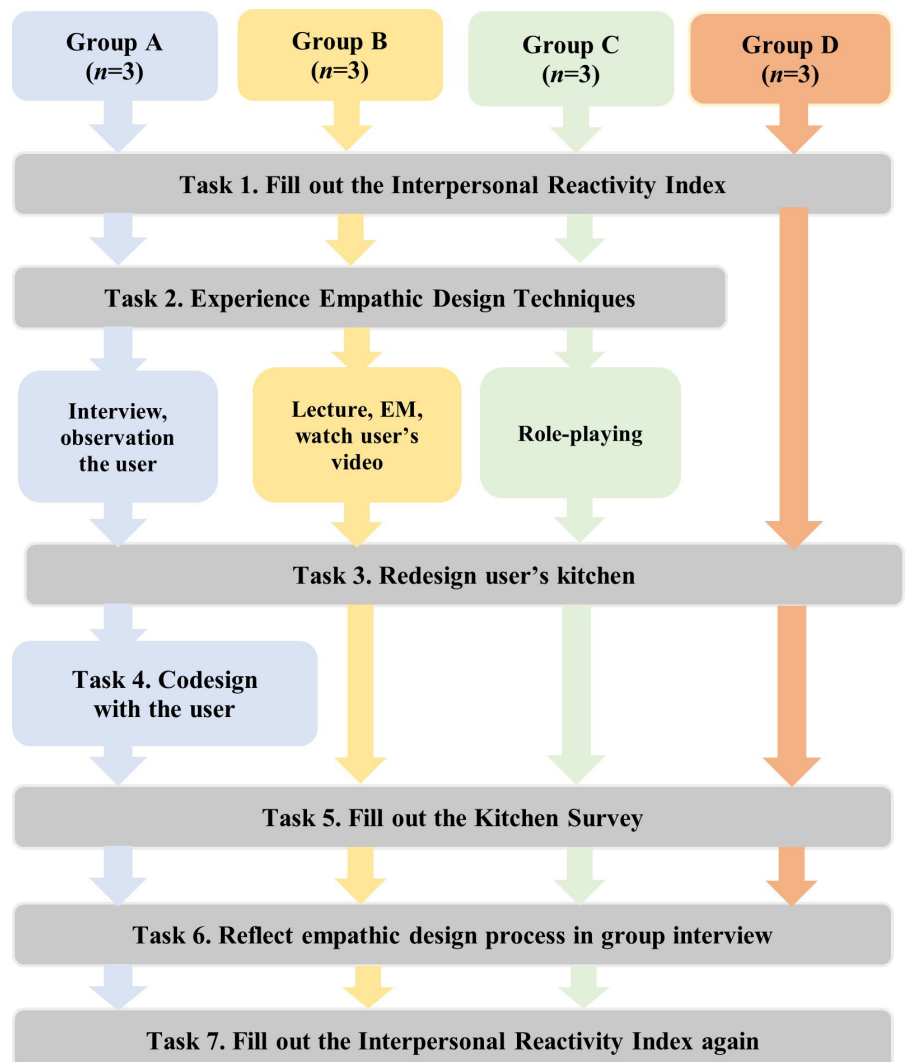 Group A
(n=3)
Group B
(n=3)
Group C
(n=3)
Group D
(n=3)
Task 1. Fill out the Interpersonal Reactivity Index
Task 2. Experience Empathic Design Techniques
Interview,
observation
the user
Lecture, EM,
watch user’s
video
Role-playing
Task 3. Redesign user’s kitchen
Task 4. Codesign
with the user
Task 5. Fill out the Kitchen Survey
Task 6. Reflect empathic design process in group interview
Task 7. Fill out the Interpersonal Reactivity Index again